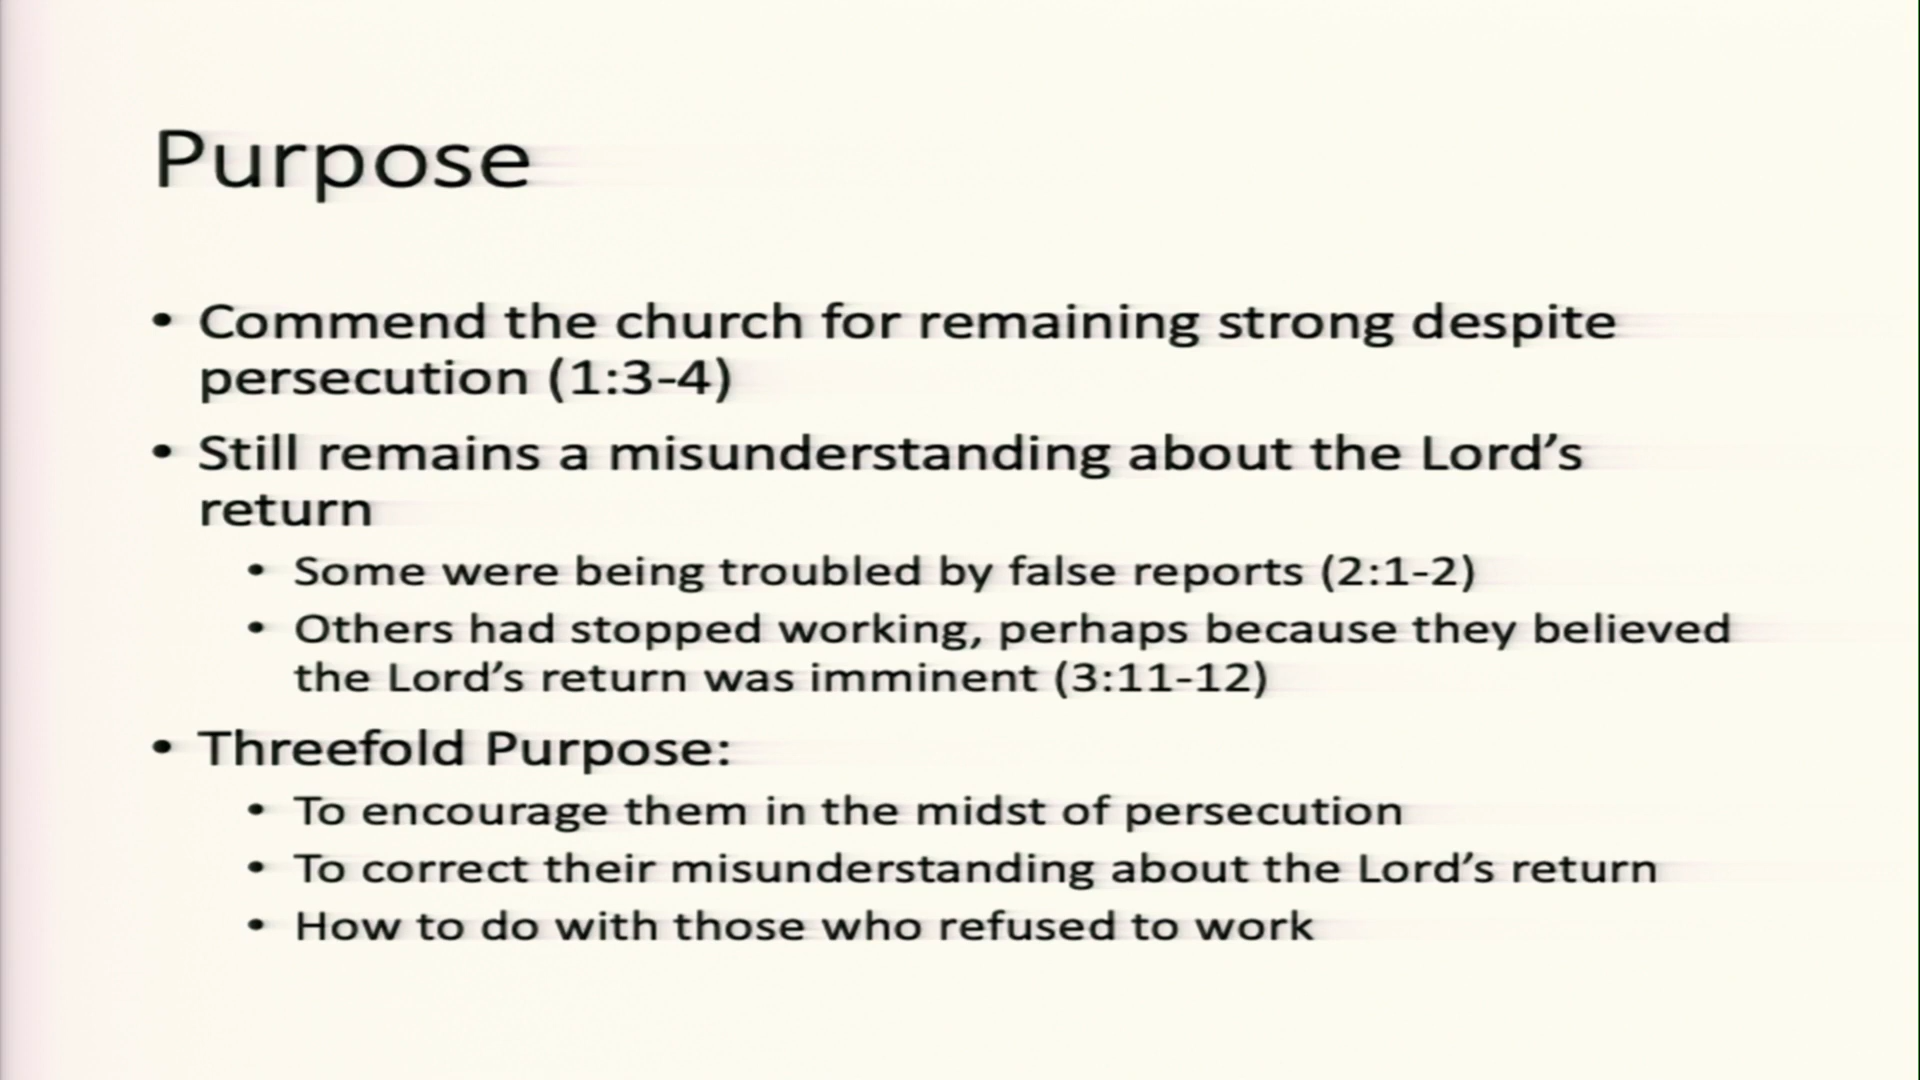 Purpose
• Commend the church for remaining strong despite
persecution (1:3-4)
• Still remains a misunderstanding about the Lord’s
return
• Some were being troubled by false reports (2:1-2)
• Others had stopped working, perhaps because they believed
the Lord’s return was imminent (3:11-12)
• Threefold Purpose:
• To encourage them in the midst of persecution
• To correct their misunderstanding about the Lord’s return
• How to do with those who refused to work